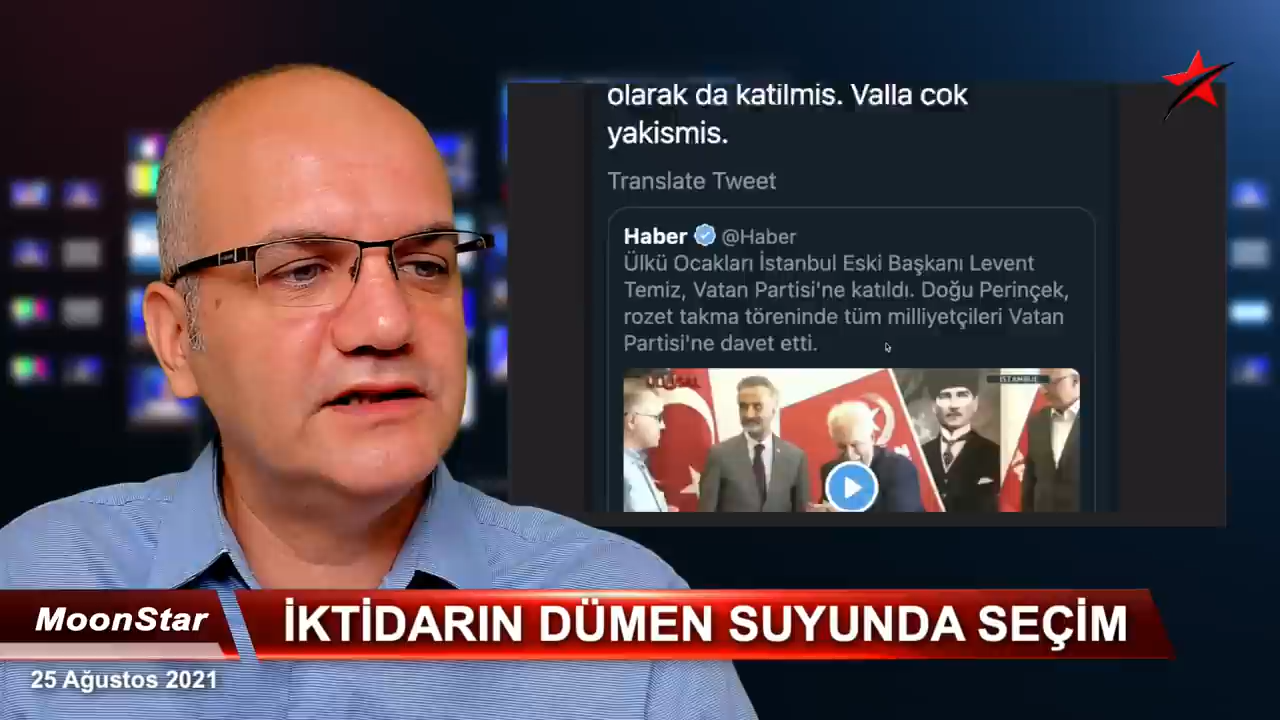 olarak da katilmis. Valla cok
yakismis.
Translate Tweet
Haber @Haber
Ülkü Ocakları İstanbul Eski Başkanı Levent
Temiz, Vatan Partisi'ne katıldı. Doğu Perinçek,
rozet takma töreninde tüm milliyetçileri Vatan
Partisi'ne davet etti.
ULUSAL
İSTANBUL
MoonStar
İKTİDARIN DÜMEN SUYUNDA SEÇİM
25 Ağustos 2021